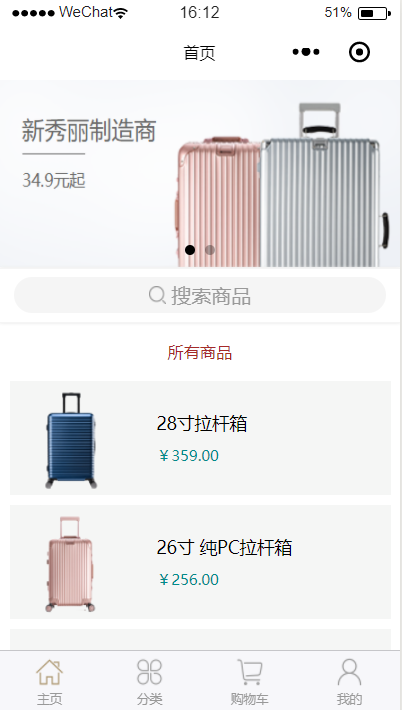 WeChat 16:12 51%
首页
新秀丽制造商
34.9元起
搜索商品
所有商品
28寸拉杆箱
￥359.00
26寸 纯PC拉杆箱
￥256.00
主页 分类 购物车 我的